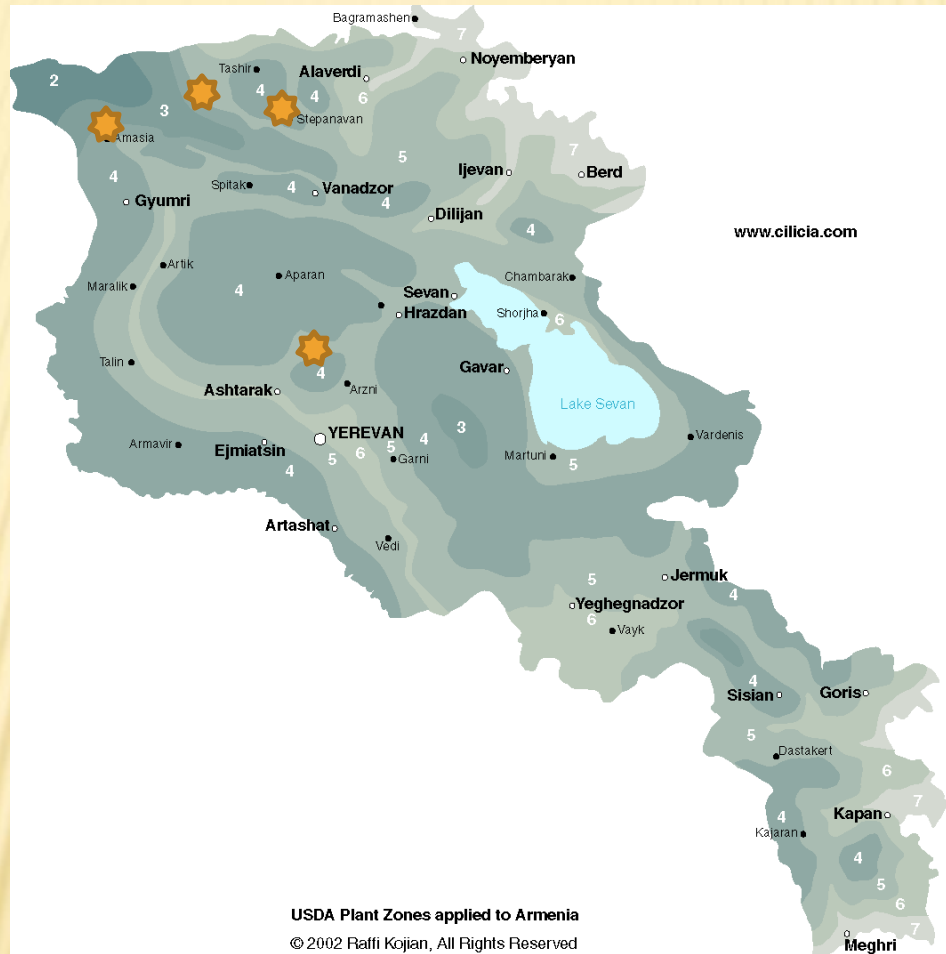 Bagramashen
7
Noyemberyan
Tashir
Alaverdi
2
4
4
6
3
Stepanavan
Amasia
5
7
Ijevan
Berd
4
Spitak
4
Vanadzor
4
Gyumri
Dilijan
4
www.cilicia.com
Artik
Aparan
Chambarak
Maralik
4
Sevan
Hrazdan
Shorjha
6
Talin
Gavar
4
Ashtarak
Arzni
Lake Sevan
YEREVAN
3
Armavir
Ejmiatsin
4
5
6
5
4
Garni
Vardenis
Martuni
5
Artashat
Vedi
5
Jermuk
4
Yeghegnadzor
6
Vayk
4
Sisian
Goris
5
Dastakert
6
7
4
Kapan
Kajaran
4
5
6
USDA Plant Zones applied to Armenia
7
© 2002 Raffi Kojian, All Rights Reserved
Meghri